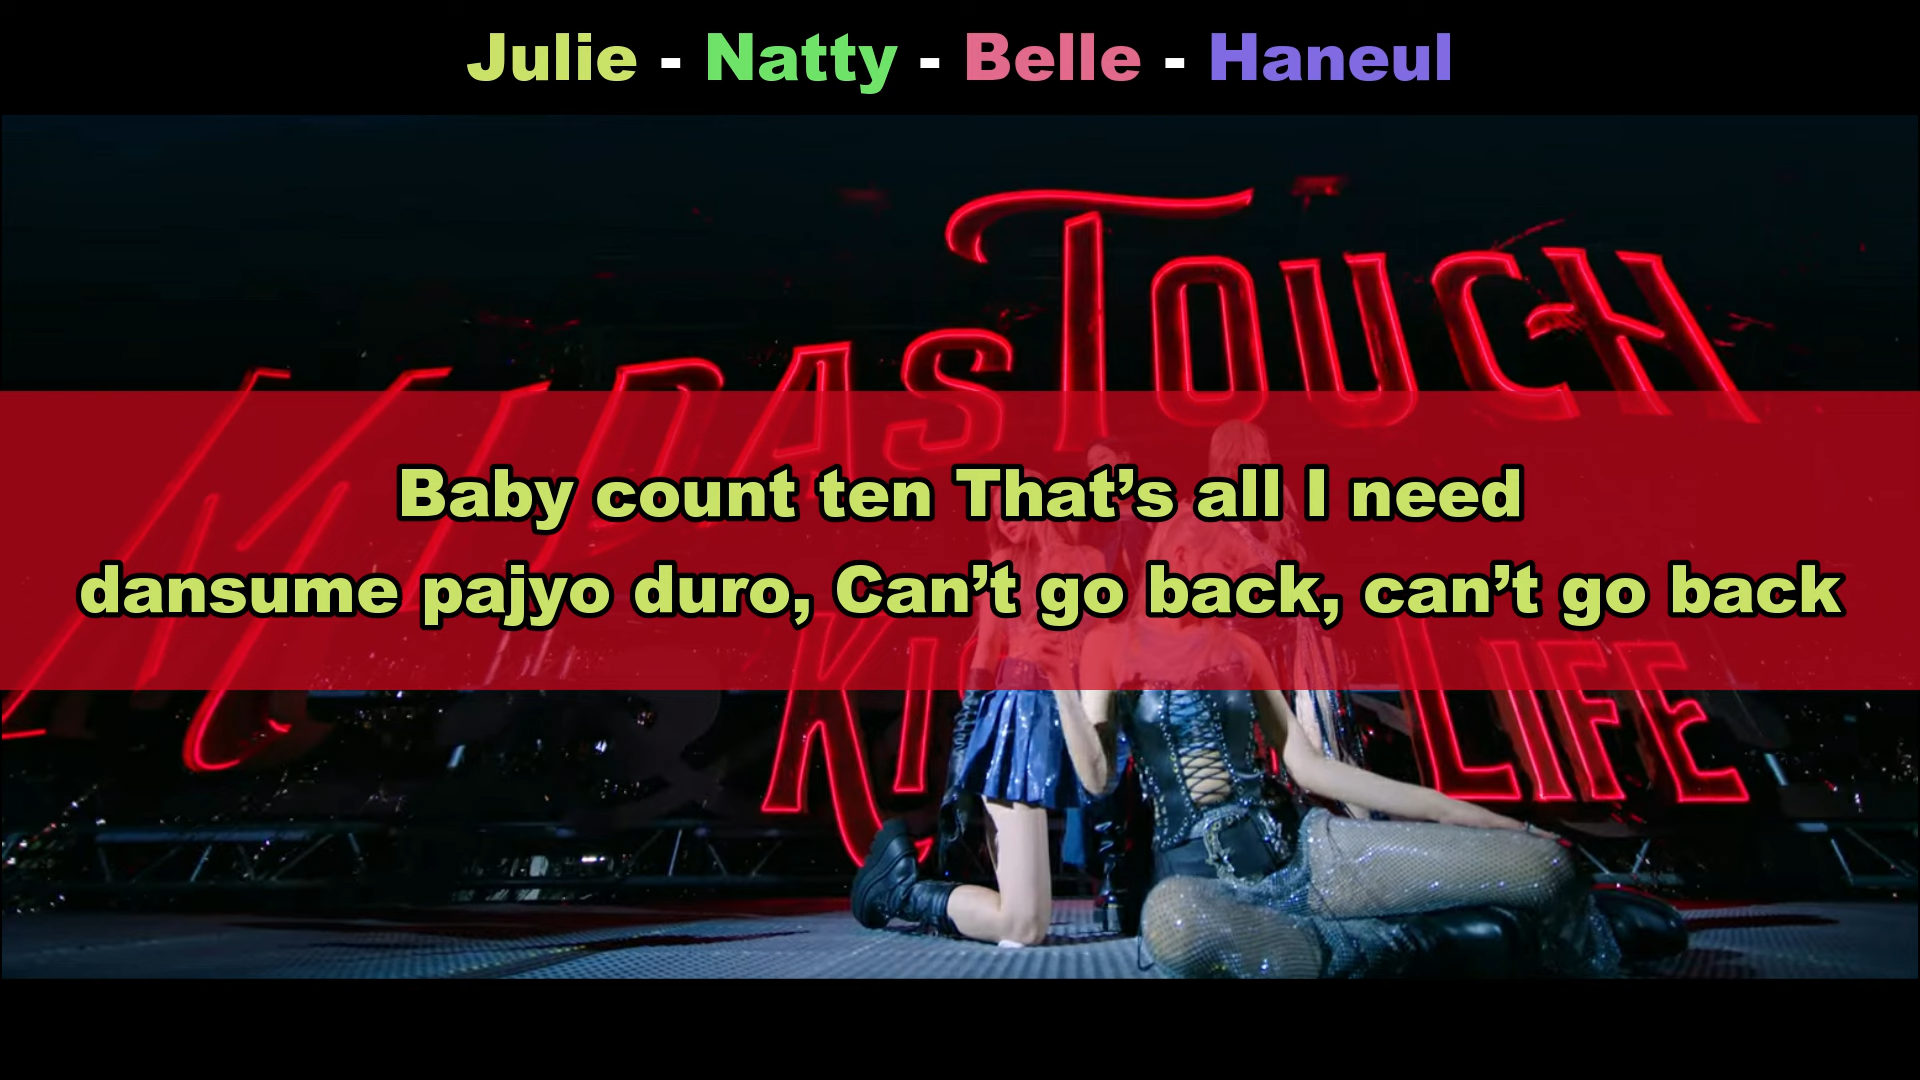 Julie - Natty - Belle - Haneul
MIDAS TOUCH
Baby count ten That’s all I need
dansume pajyo duro, Can’t go back, can’t go back
LIFE